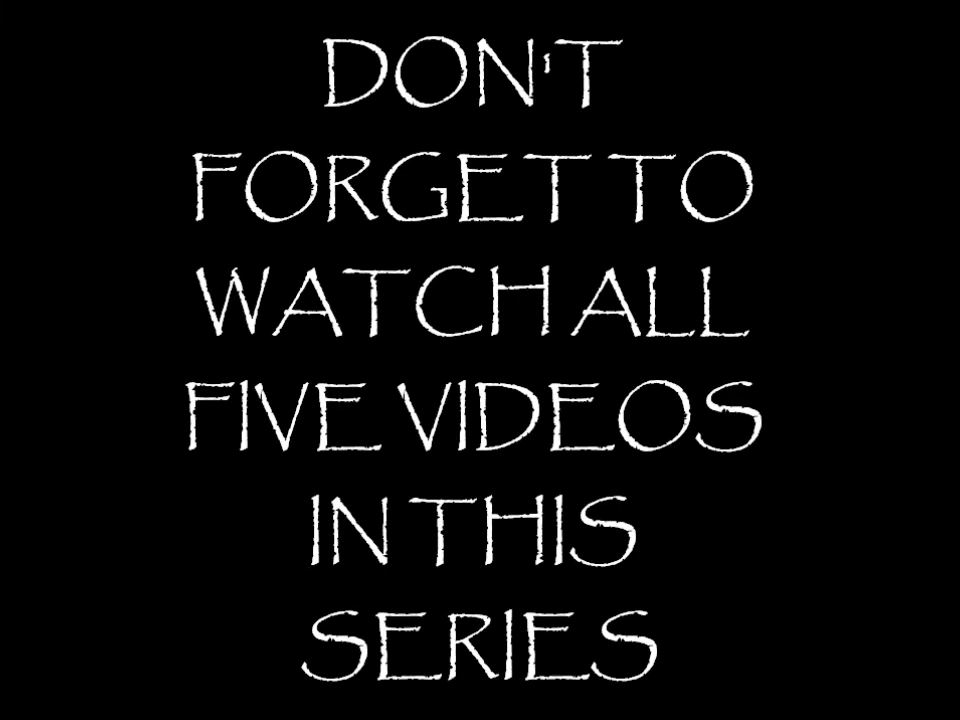 DON'T
FORGET TO
WATCH ALL
FIVE VIDEOS
IN THIS
SERIES